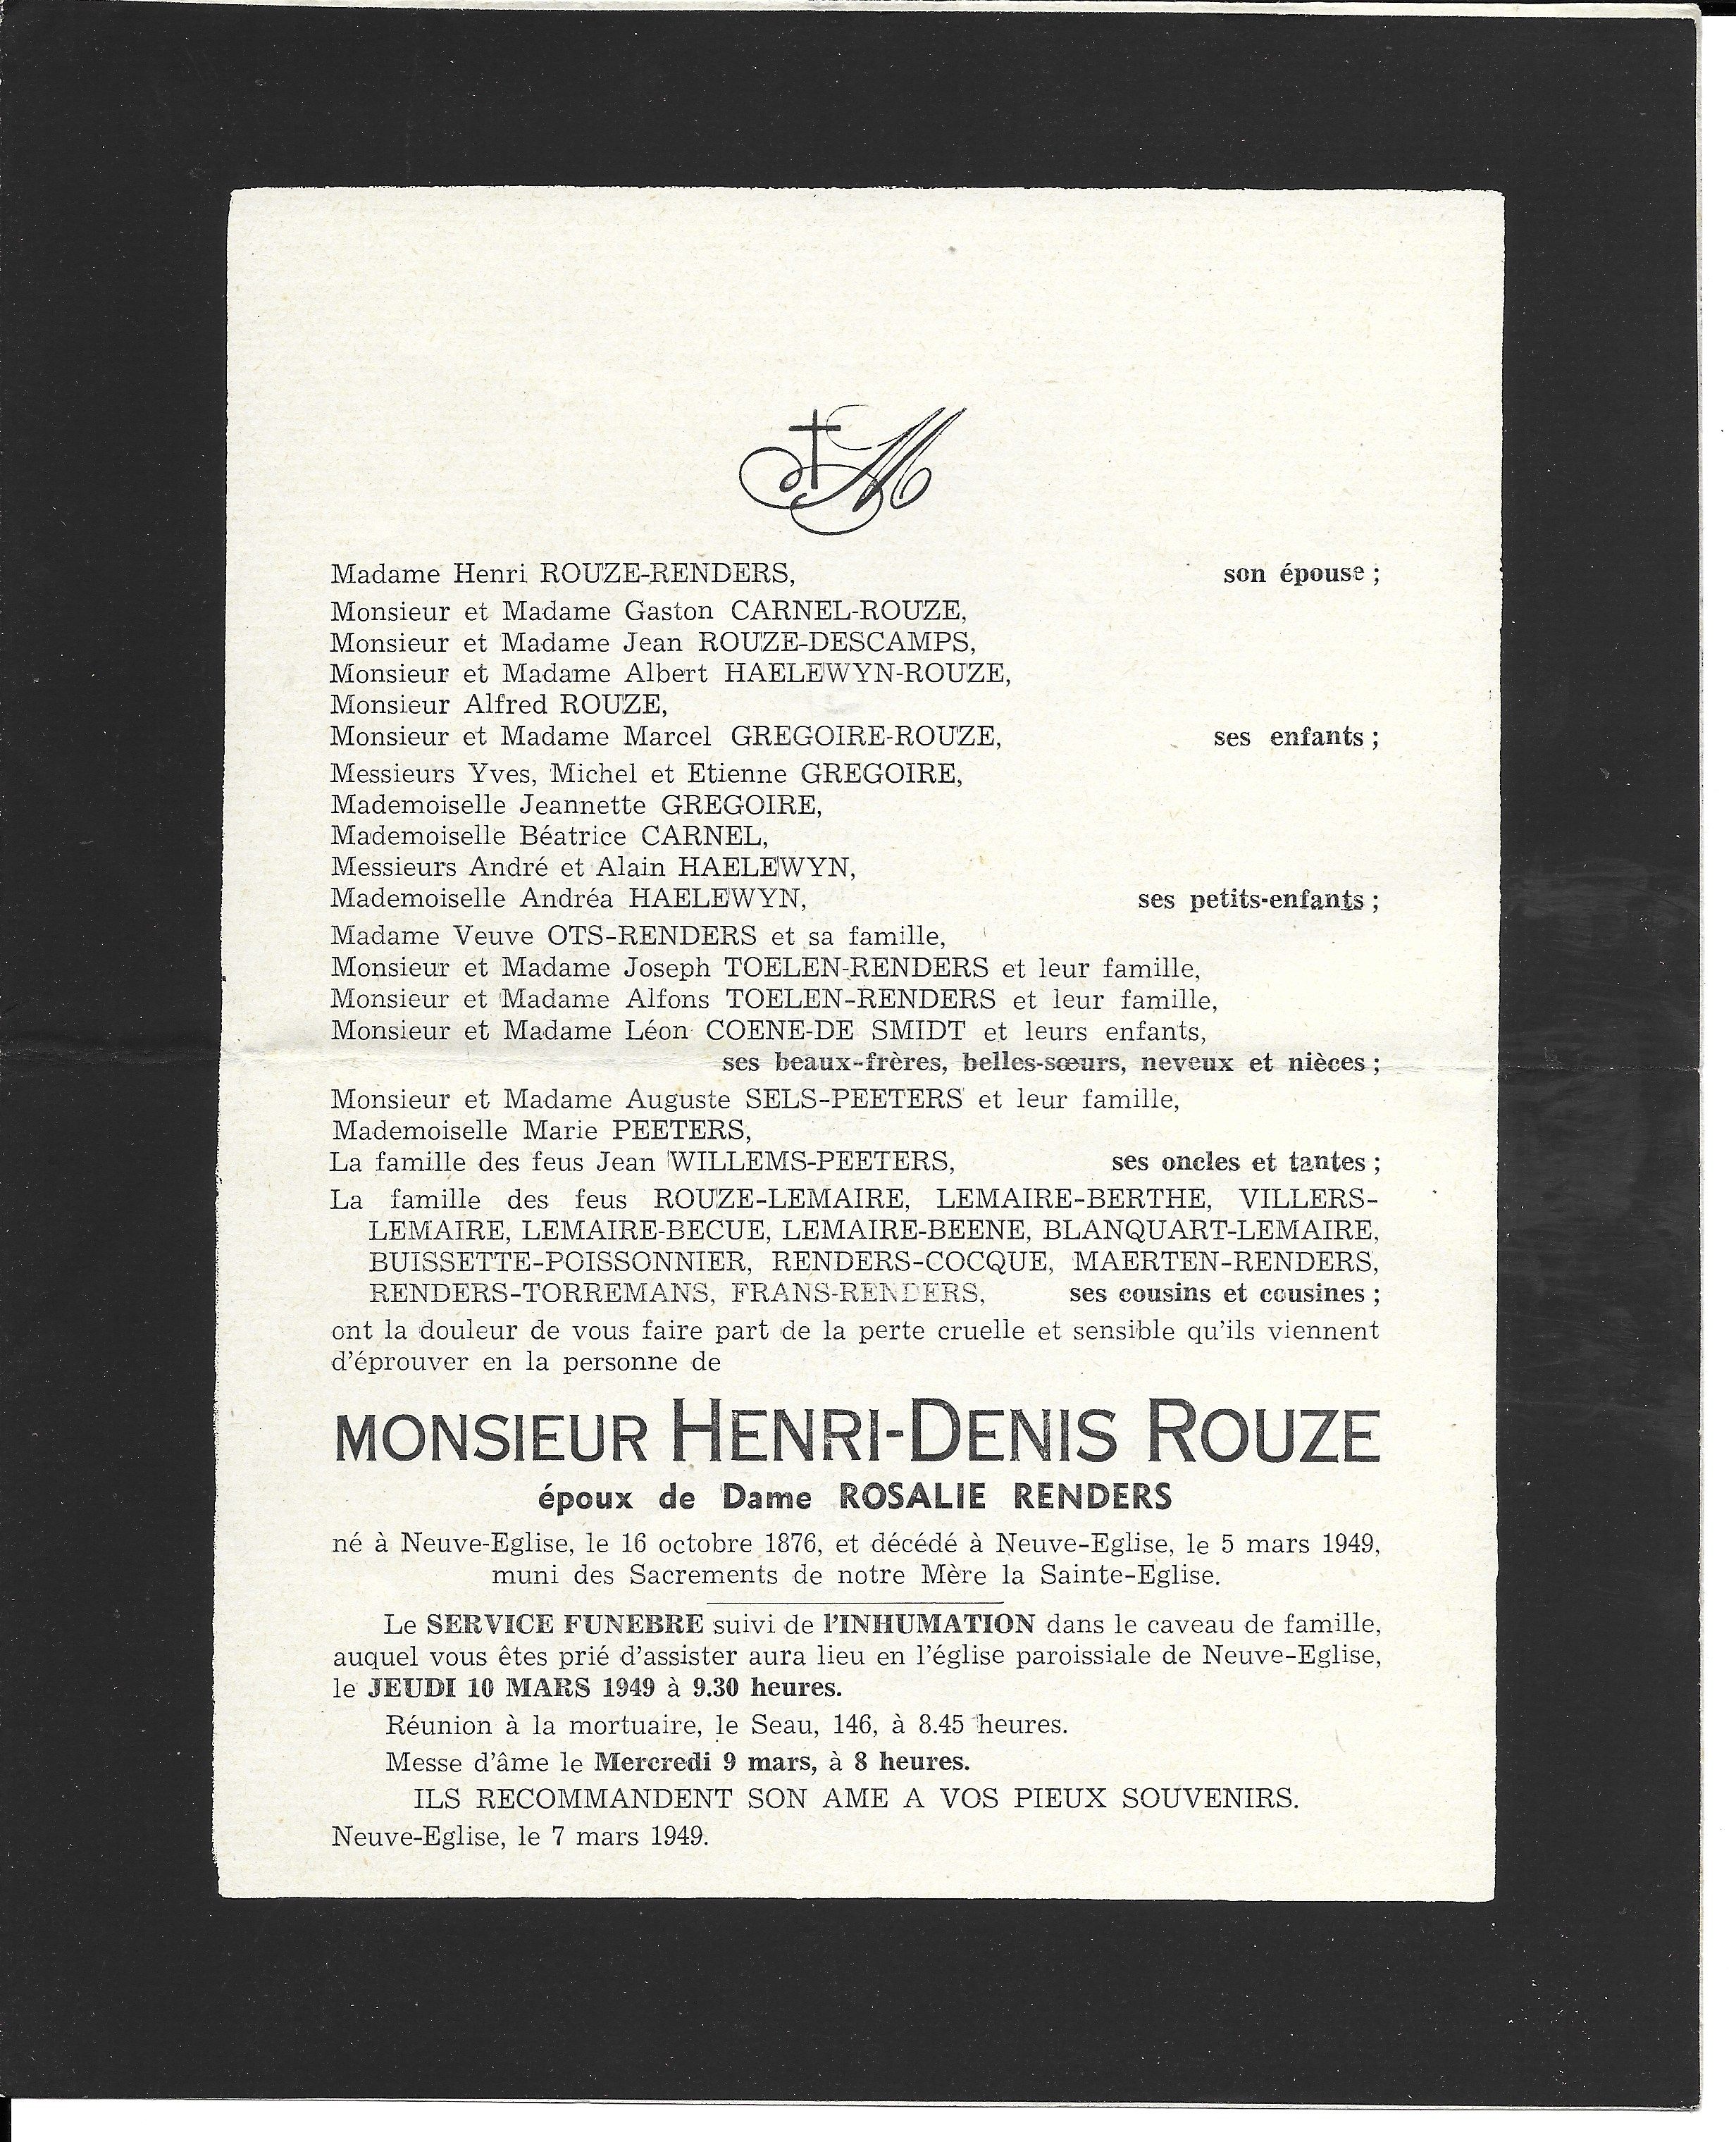 M
Madame Henri ROUZE-RENDERS, son épouse ;
Monsieur et Madame Gaston CARNEL-ROUZE,
Monsieur et Madame Jean ROUZE-DESCAMPS,
Monsieur et Madame Albert HAELEWYN-ROUZE,
Monsieur Alfred ROUZE,
Monsieur et Madame Marcel GREGOIRE-ROUZE, ses enfants ;
Messieurs Yves, Michel et Etienne GREGOIRE,
Mademoiselle Jeannette GREGOIRE,
Mademoiselle Béatrice CARNEL,
Messieurs André et Alain HAELEWYN,
Mademoiselle Andréa HAELEWYN, ses petits-enfants ;
Madame Veuve OTS-RENDERS et sa famille,
Monsieur et Madame Joseph TOELEN-RENDERS et leur famille,
Monsieur et Madame Alfons TOELEN-RENDERS et leur famille,
Monsieur et Madame Léon COENE-DE SMIDT et leurs enfants,
ses beaux-frères, belles-sœurs, neveux et nièces ;
Monsieur et Madame Auguste SELS-PEETERS et leur famille,
Mademoiselle Marie PEETERS,
La famille des feus Jean WILLEMS-PEETERS, ses oncles et tantes ;
La famille des feus ROUZE-LEMAIRE, LEMAIRE-BERTHE, VILLERS-
LEMAIRE, LEMAIRE-BECUE, LEMAIRE-BEENE, BLANQUART-LEMAIRE,
BUISSETTE-POISSONNIER, RENDERS-COCQUE, MAERTEN-RENDERS,
RENDERS-TORREMANS, FRANS-RENDERS, ses cousins et cousines ;
ont la douleur de vous faire part de la perte cruelle et sensible qu'ils viennent
d'éprouver en la personne de
MONSIEUR HENRI-DENIS ROUZE
époux de Dame ROSALIE RENDERS
né à Neuve-Eglise, le 16 octobre 1876, et décédé à Neuve-Eglise, le 5 mars 1949,
muni des Sacrements de notre Mère la Sainte-Eglise.
Le SERVICE FUNEBRE suivi de l'INHUMATION dans le caveau de famille,
auquel vous êtes prié d'assister aura lieu en l'église paroissiale de Neuve-Eglise,
le JEUDI 10 MARS 1949 à 9.30 heures.
Réunion à la mortuaire, le Seau, 146, à 8.45 heures.
Messe d'âme le Mercredi 9 mars, à 8 heures.
ILS RECOMMANDENT SON AME A VOS PIEUX SOUVENIRS.
Neuve-Eglise, le 7 mars 1949.